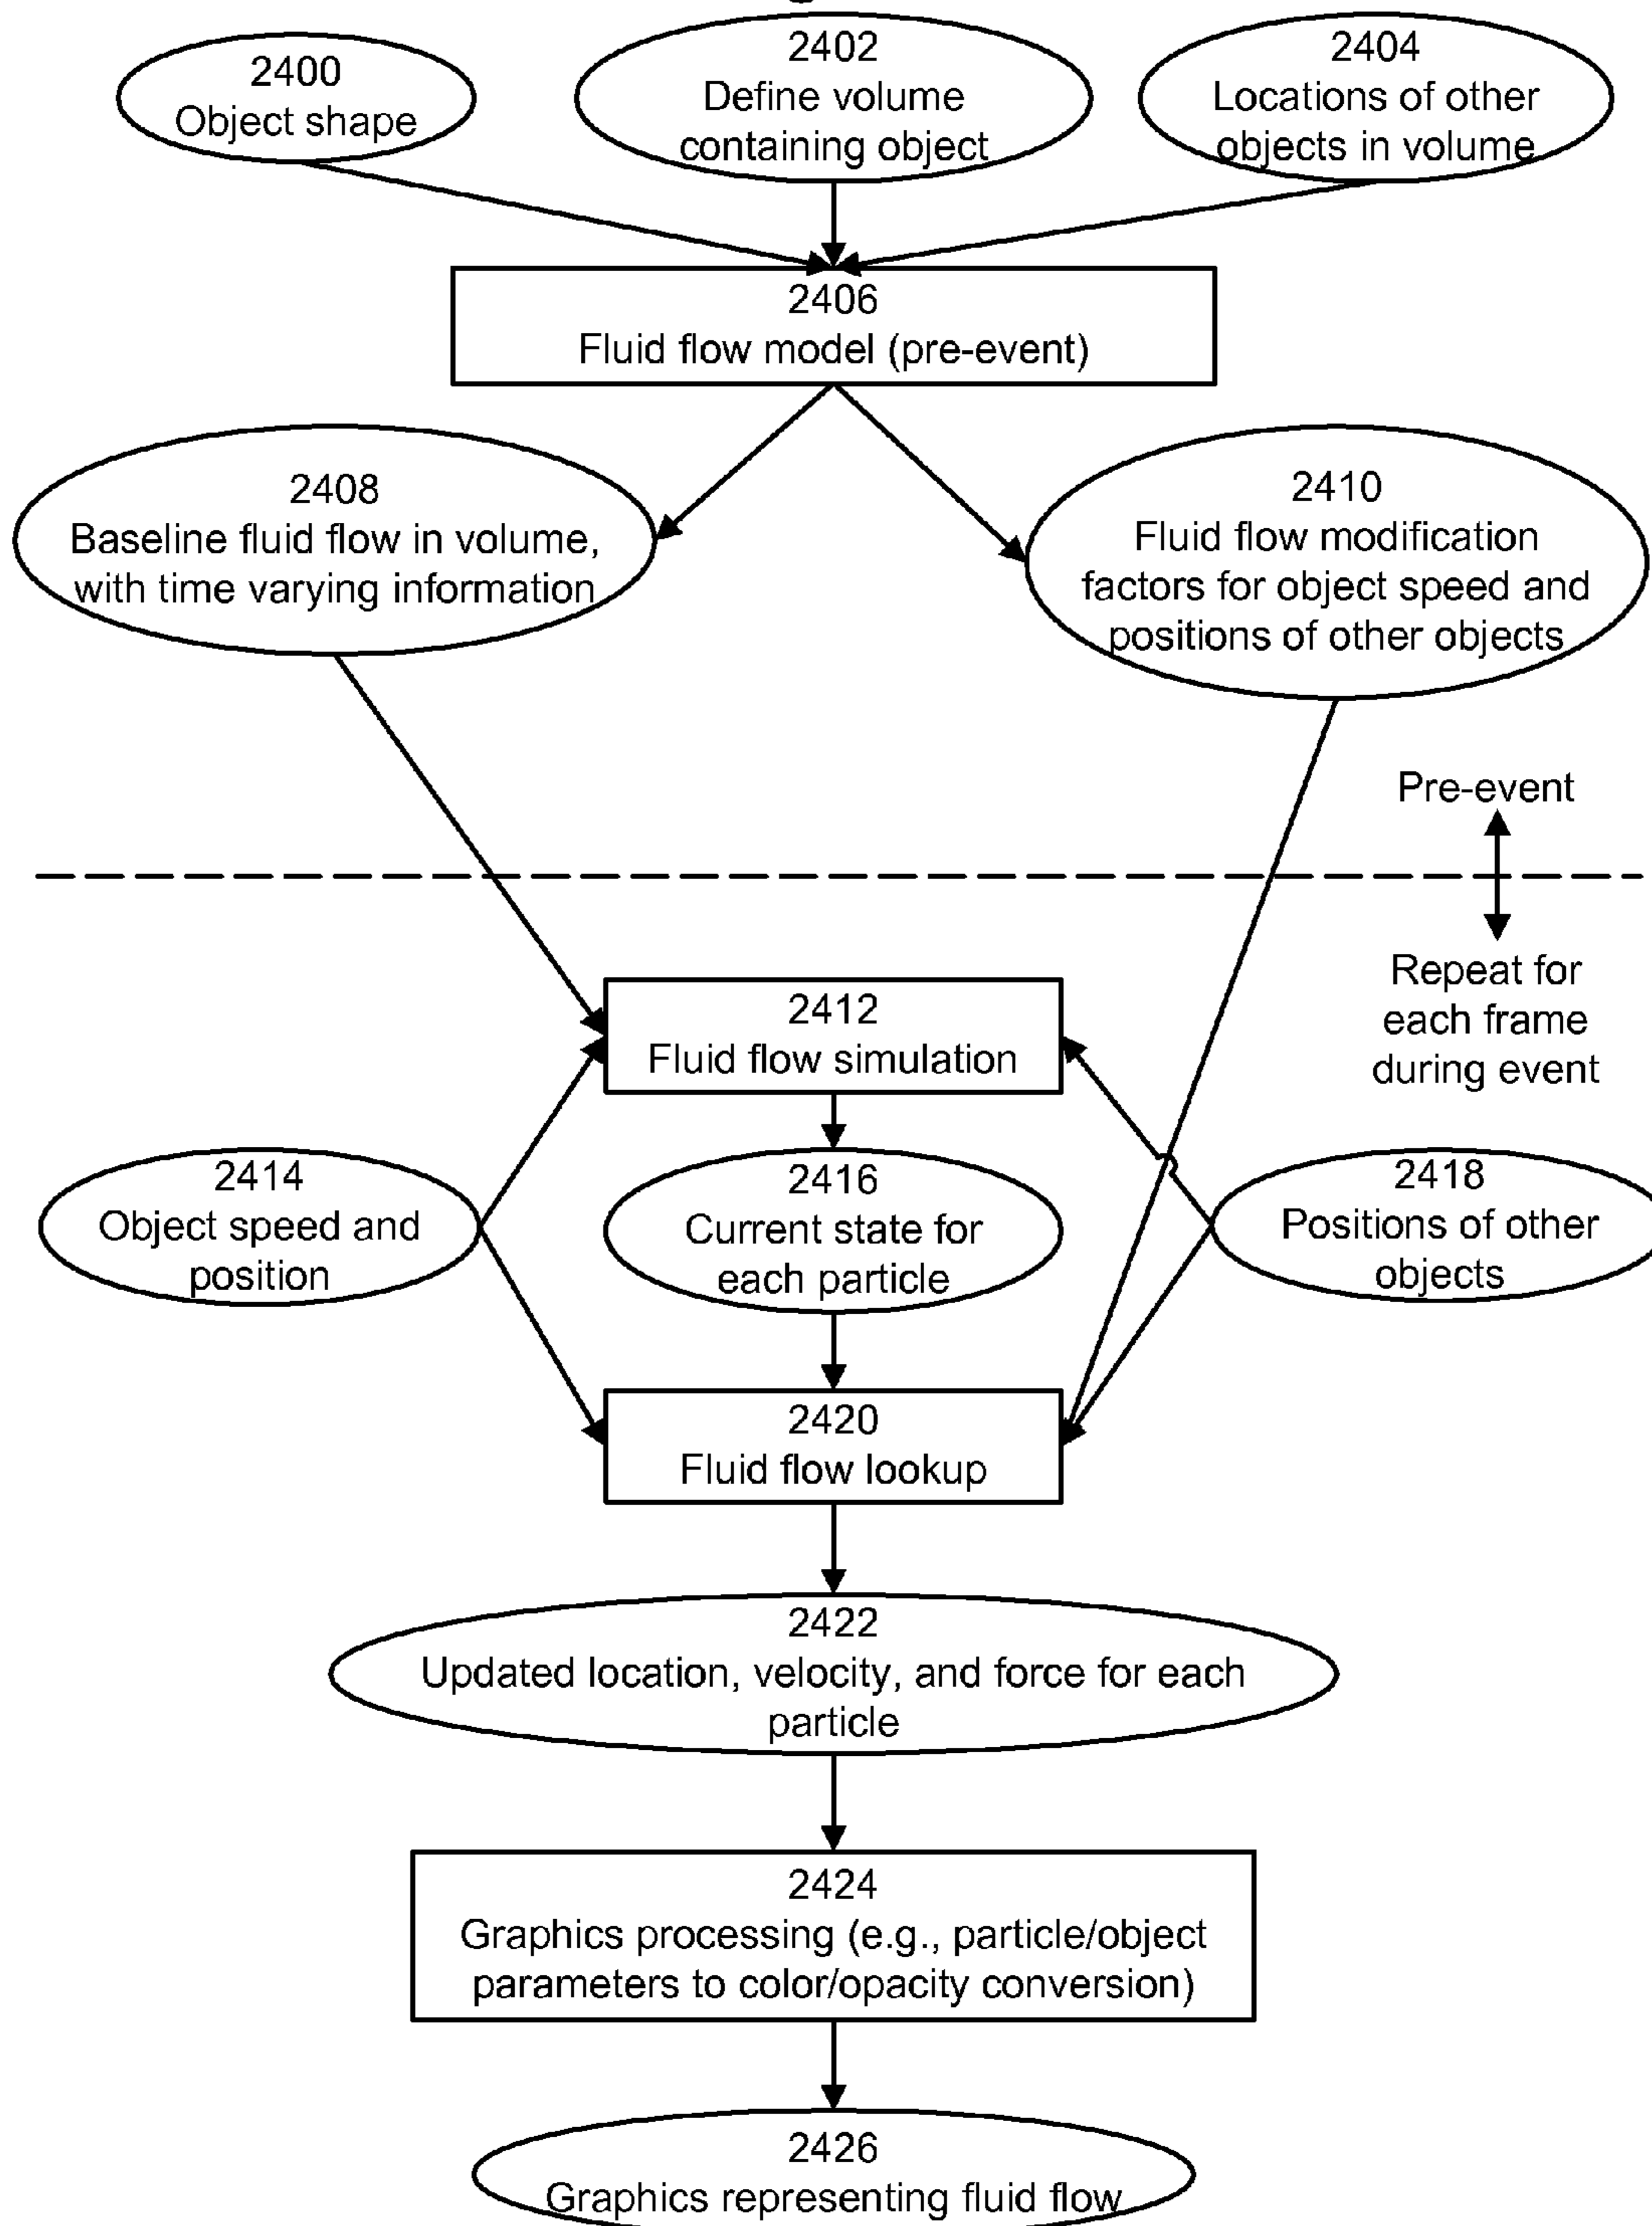 2400
Object shape
2402
Define volume
containing object
2404
Locations of other
objects in volume
2406
Fluid flow model (pre-event)
2408
Baseline fluid flow in volume,
with time varying information
2410
Fluid flow modification
factors for object speed and
positions of other objects
Pre-event
Repeat for
each frame
during event
2412
Fluid flow simulation
2414
Object speed and
position
2416
Current state for
each particle
2418
Positions of other
objects
2420
Fluid flow lookup
2422
Updated location, velocity, and force for each
particle
2424
Graphics processing (e.g., particle/object
parameters to color/opacity conversion)
2426
Graphics representing fluid flow